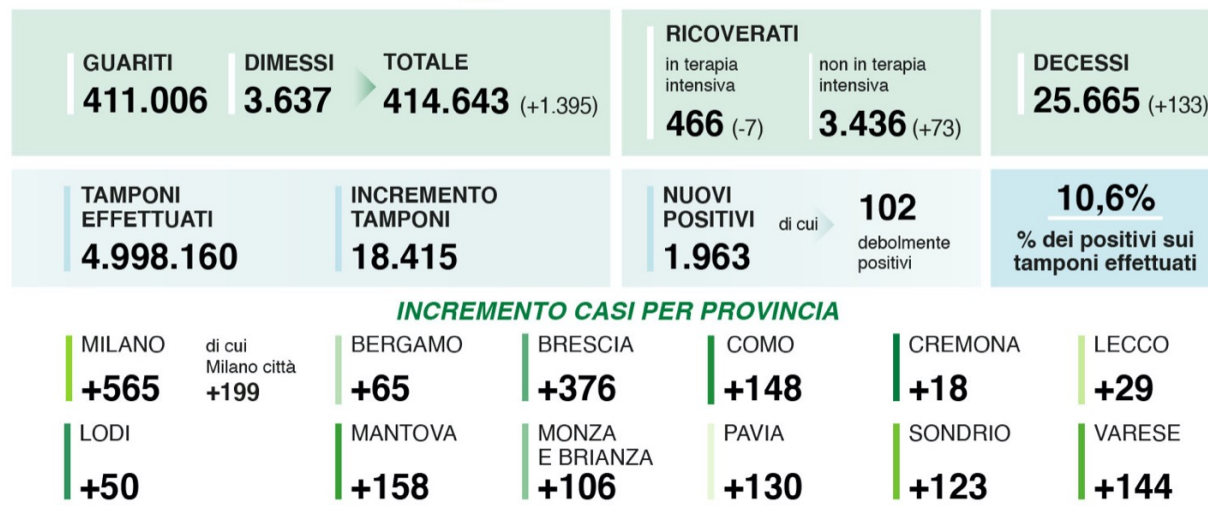 GUARITI
411.006
DIMESSI
3.637
TOTALE
414.643 (+1.395)
RICOVERATI
in terapia
intensiva
466 (-7)
non in terapia
intensiva
3.436 (+73)
DECESSI
25.665 (+133)
TAMPONI
EFFETTUATI
4.998.160
INCREMENTO
TAMPONI
18.415
NUOVI
POSITIVI
1.963
di cui
102
debolmente
positivi
10,6%
% dei positivi sui
tamponi effettuati
INCREMENTO CASI PER PROVINCIA
MILANO
+565
di cui
Milano città
+199
BERGAMO
+65
BRESCIA
+376
COMO
+148
CREMONA
+18
LECCO
+29
LODI
+50
MANTOVA
+158
MONZA
E BRIANZA
+106
PAVIA
+130
SONDRIO
+123
VARESE
+144